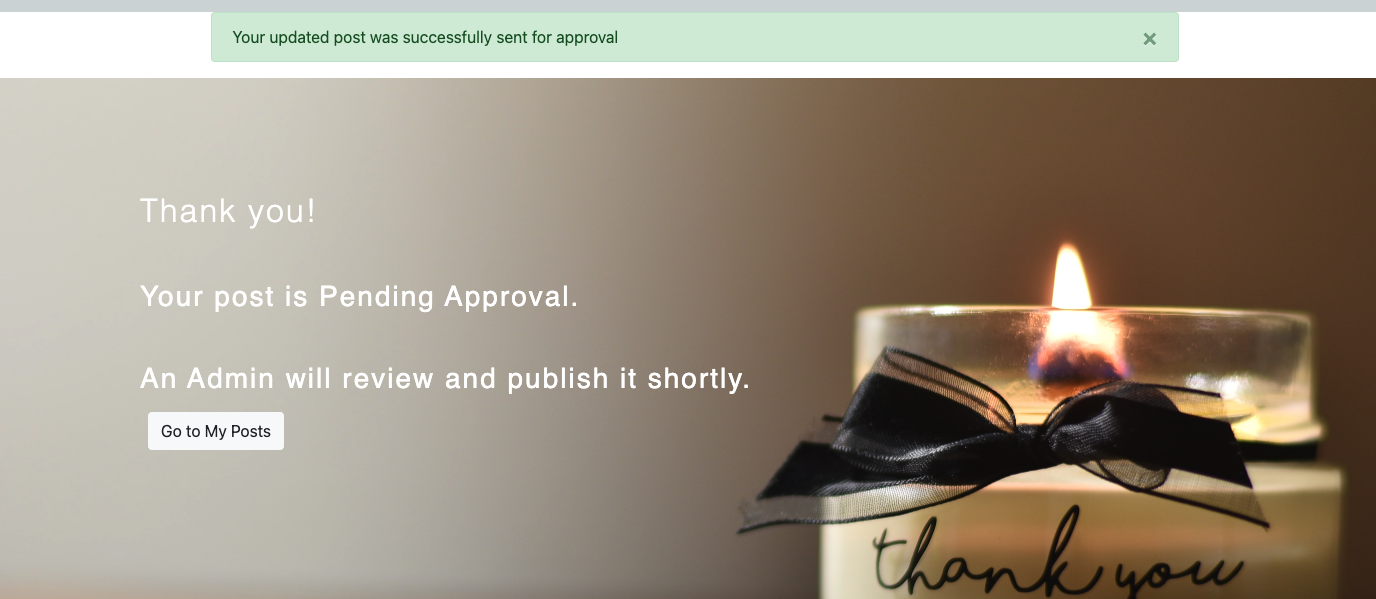 Your updated post was successfully sent for approval
×
Thank you!
Your post is Pending Approval.
An Admin will review and publish it shortly.
Go to My Posts
thank you